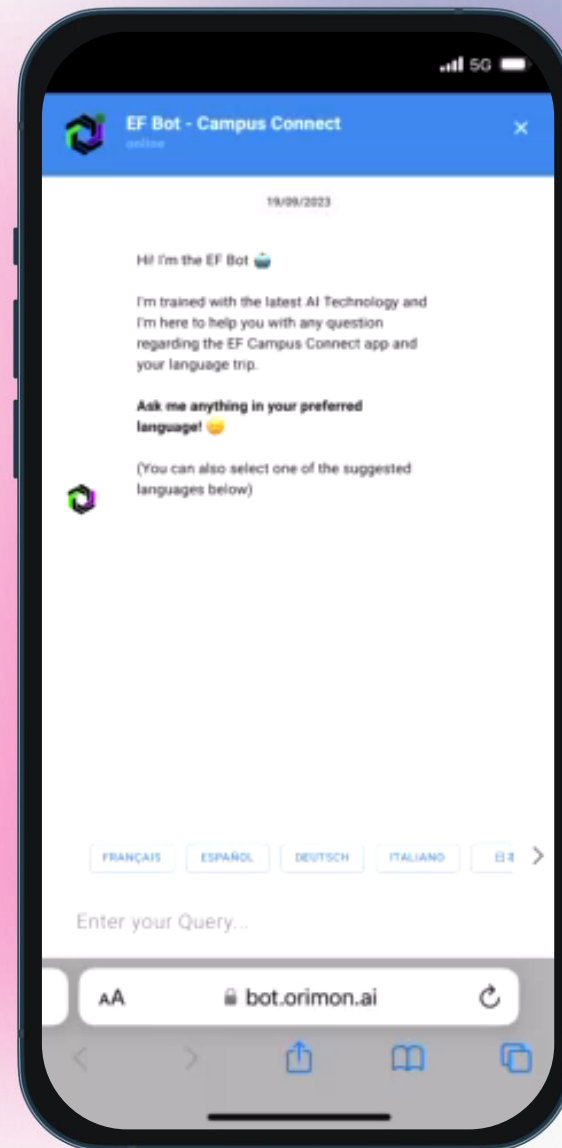 5G
EF Bot - Campus Connect
online
19/09/2023
Hi! I'm the EF Bot
I'm trained with the latest AI Technology and
I'm here to help you with any question
regarding the EF Campus Connect app and
your language trip.
Ask me anything in your preferred
language!
(You can also select one of the suggested
languages below)
FRANÇAIS ESPAÑOL DEUTSCH ITALIANO
Enter your Query...
AA bot.orimon.ai